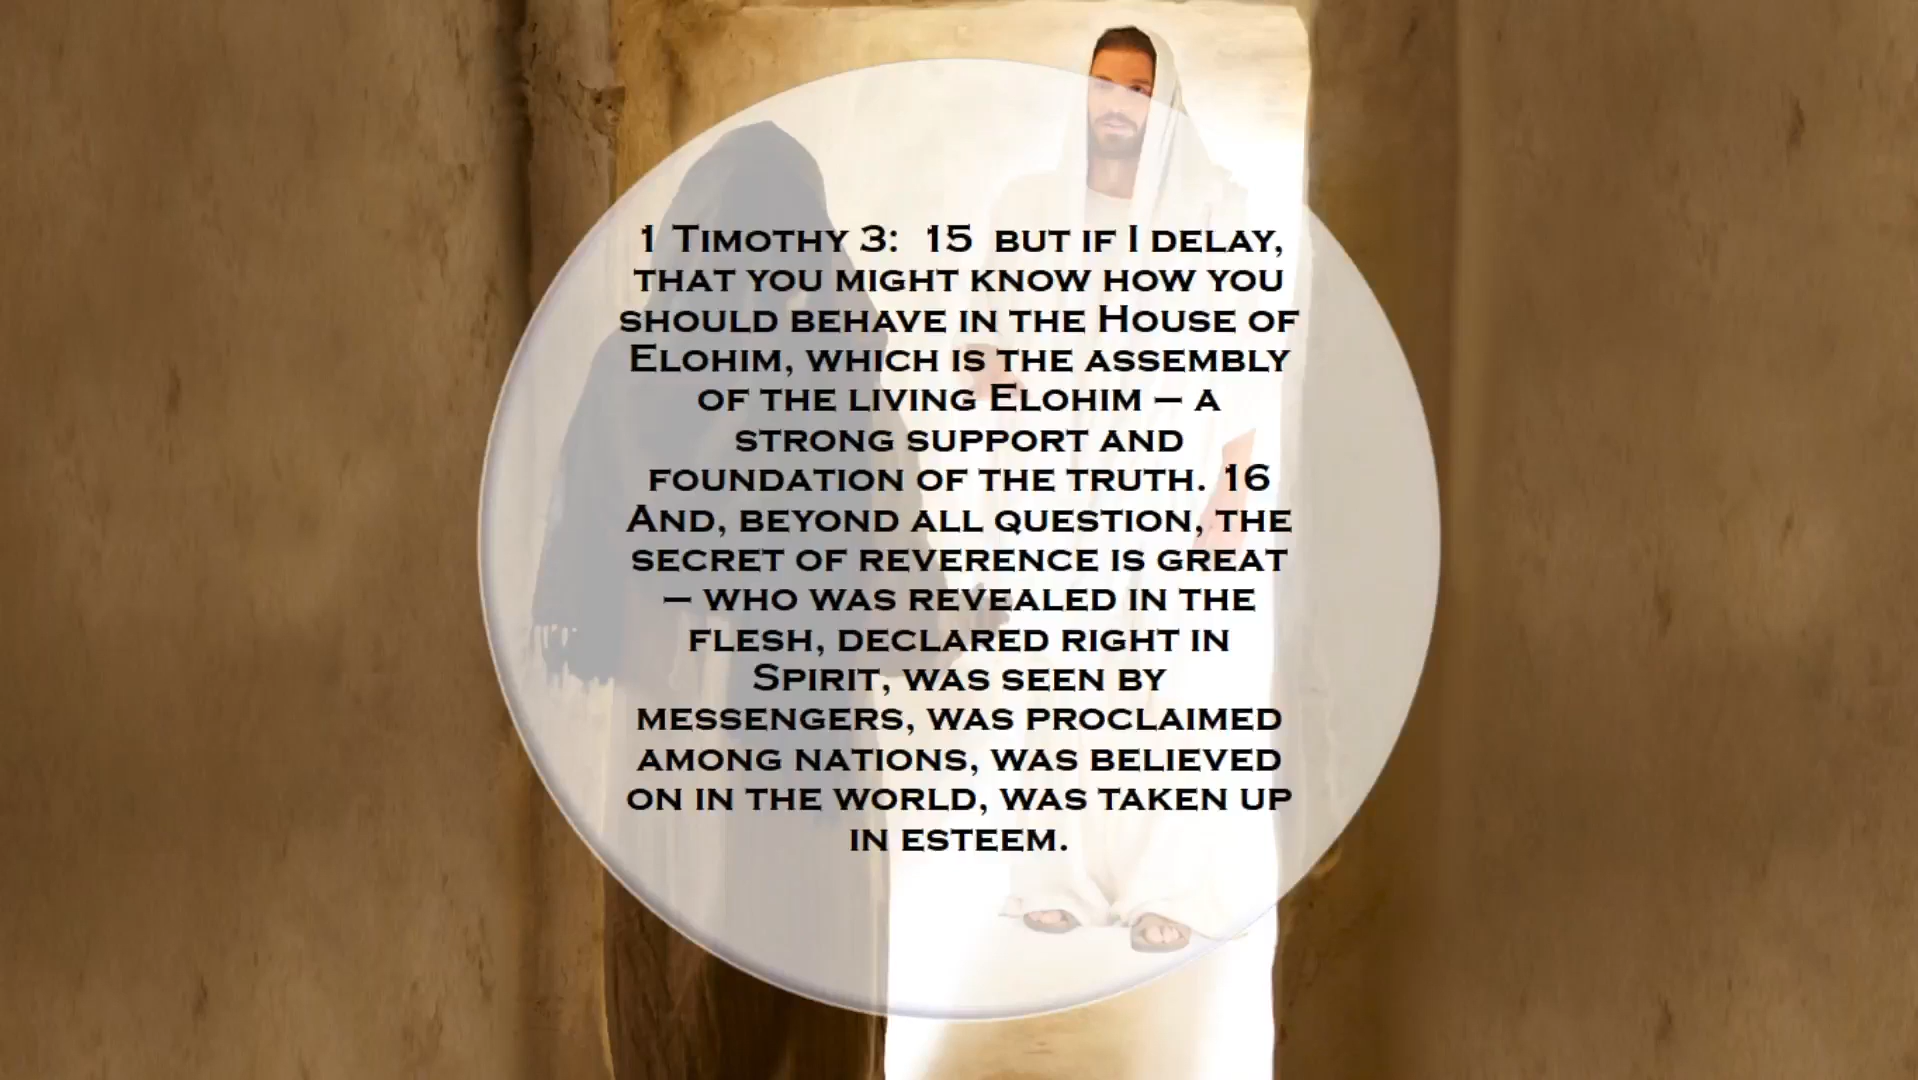 1 Timothy 3:  15  but if I delay,
that you might know how you
should behave in the House of
Elohim, which is the assembly
of the living Elohim – a
strong support and
foundation of the truth. 16
And, beyond all question, the
secret of reverence is great
– who was revealed in the
flesh, declared right in
Spirit, was seen by
messengers, was proclaimed
among nations, was believed
on in the world, was taken up
in esteem.